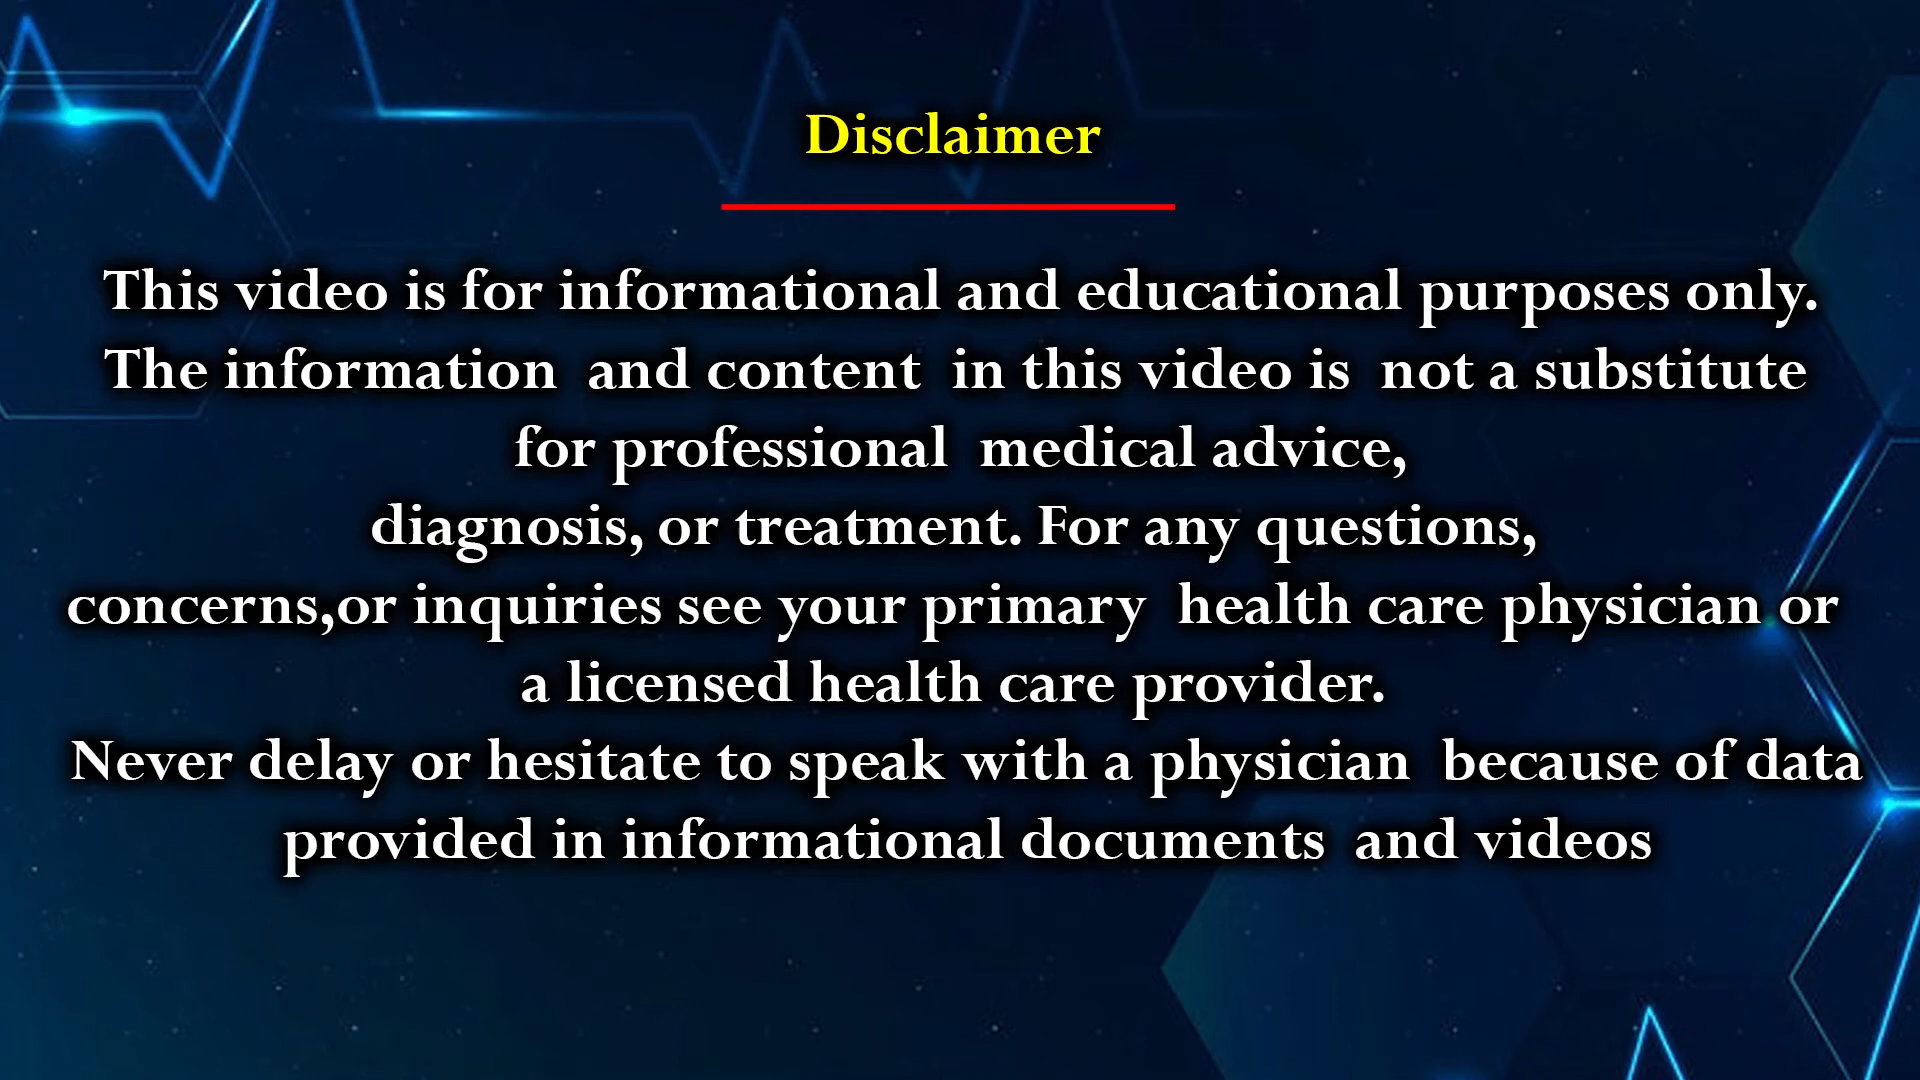 Disclaimer
This video is for informational and educational purposes only.
The information and content in this video is not a substitute
for professional medical advice,
diagnosis, or treatment. For any questions,
concerns,or inquiries see your primary health care physician or
a licensed health care provider.
Never delay or hesitate to speak with a physician because of data
provided in informational documents and videos